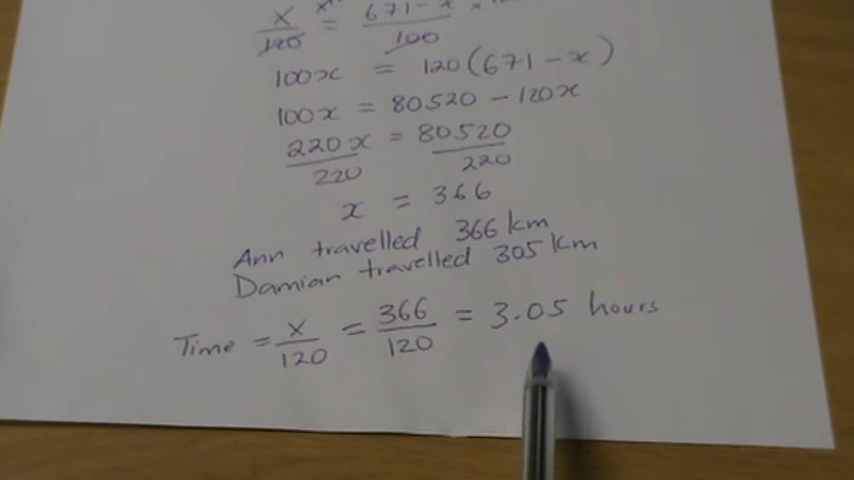 x/120 = 671-x/100
100x = 120(671-x)
100x = 80520 - 120x
220x/220 = 80520/220
x = 366
Ann travelled 366 km
Damian travelled 305 km
Time = x/120 = 366/120 = 3.05 hours